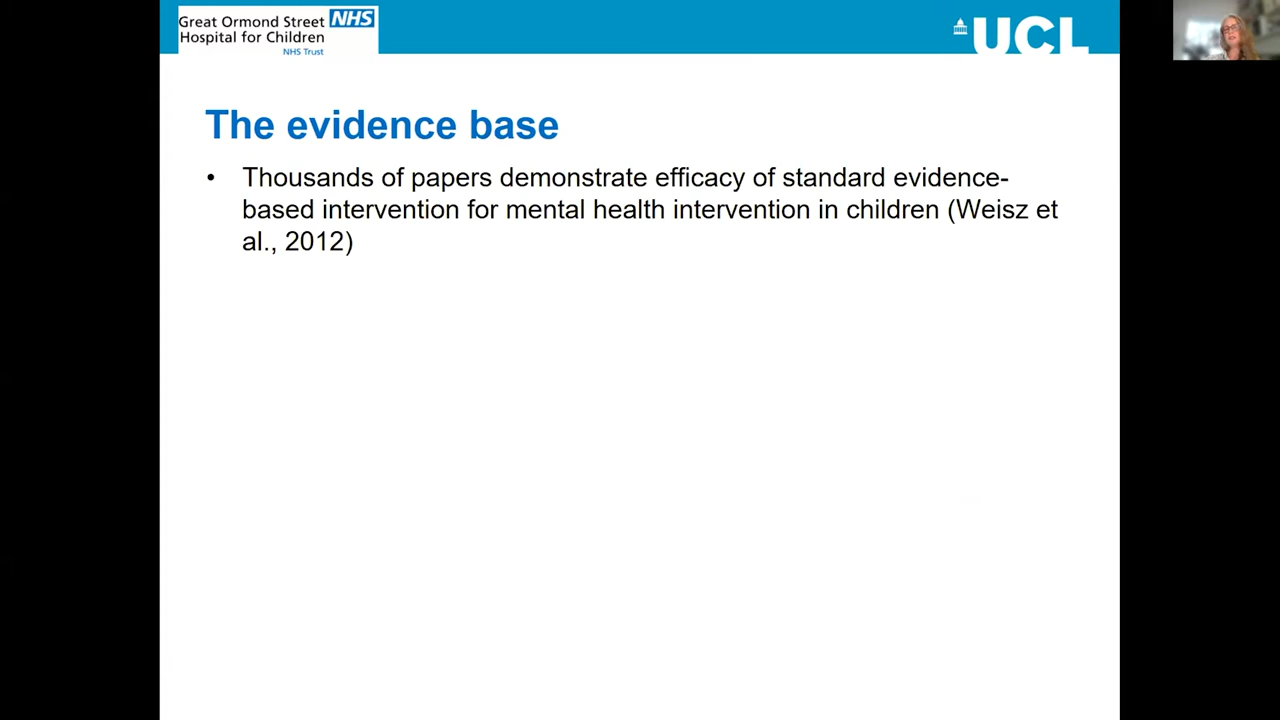 Great Ormond Street NHS
Hospital for Children
NHS Trust
UCL
The evidence base
• Thousands of papers demonstrate efficacy of standard evidence-
based intervention for mental health intervention in children (Weisz et
al., 2012)